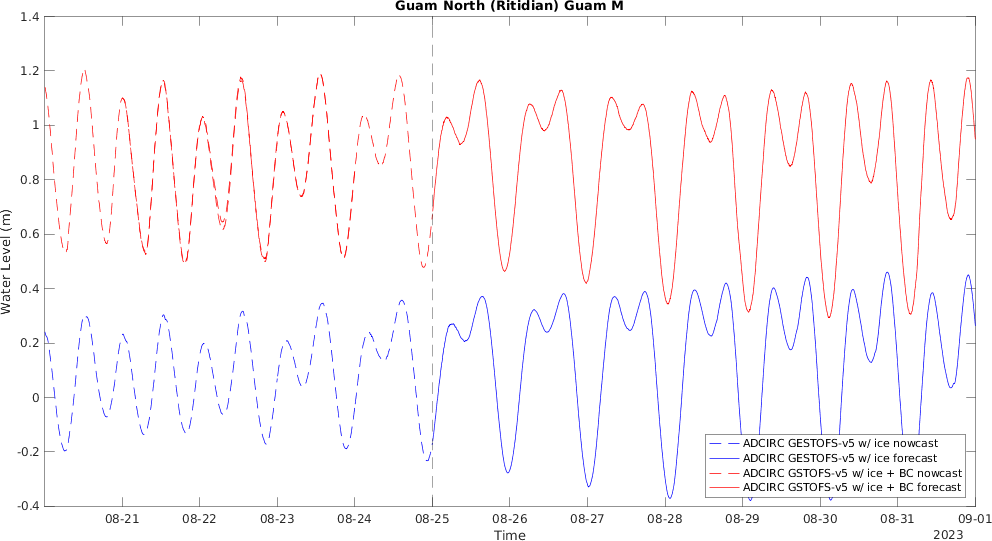 Guam North (Ritidian) Guam M
1.4
1.2
1
0.8
0.6
0.4
0.2
0
-0.2
-0.4
Water Level (m)
ADCIRC GESTOFS-v5 w/ ice nowcast
ADCIRC GESTOFS-v5 w/ ice forecast
ADCIRC GSTOFS-v5 w/ ice + BC nowcast
ADCIRC GSTOFS-v5 w/ ice + BC forecast
08-21 08-22 08-23 08-24 08-25 08-26 08-27 08-28 08-29 08-30 08-31 09-01
Time
2023